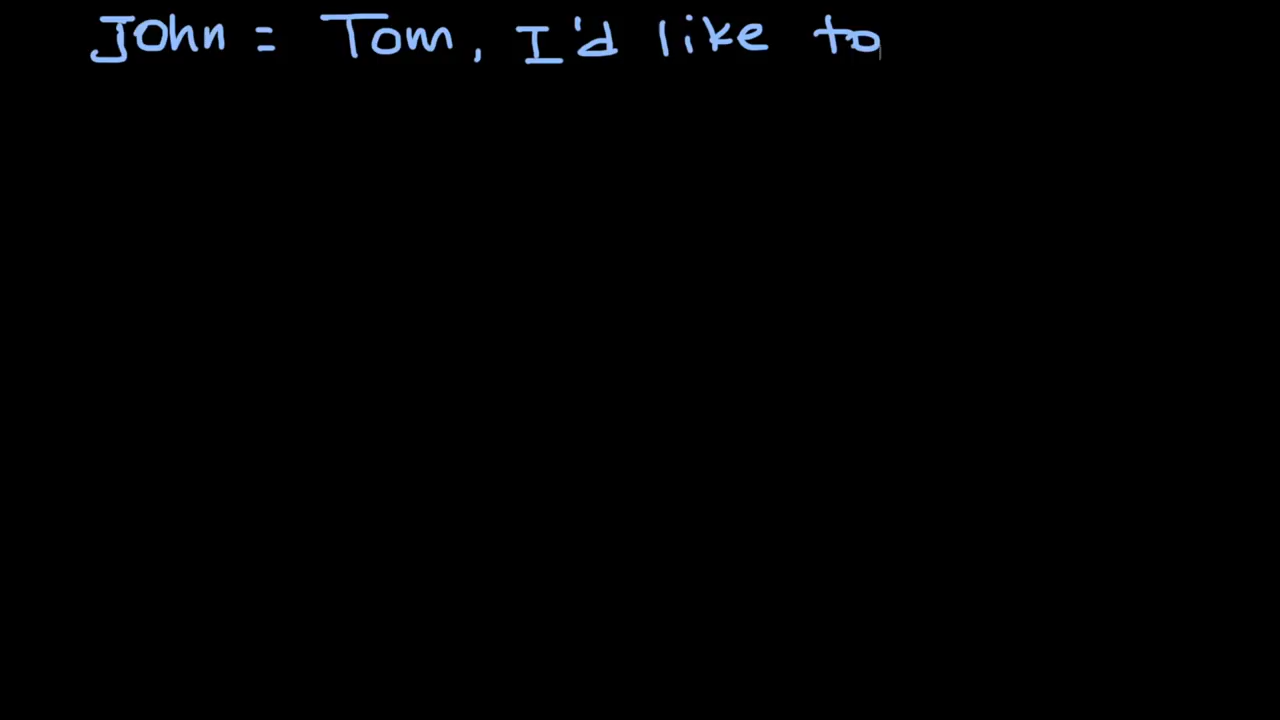 John = Tom, I'd like to